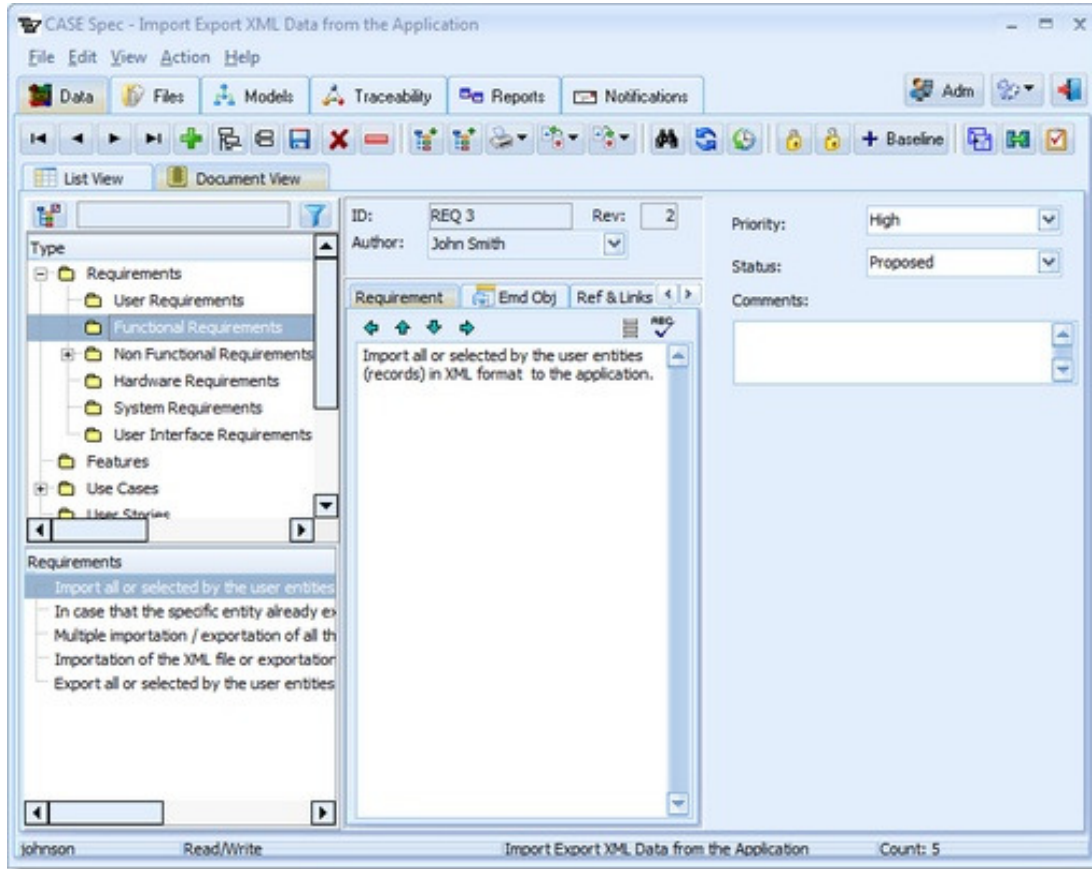 CASE Spec - Import Export XML Data from the Application
File Edit View Action Help
Data Files Models Traceability Reports Notifications Adm
+ Baseline
List View Document View
Type
Requirements
User Requirements
Functional Requirements
Non Functional Requirements
Hardware Requirements
System Requirements
User Interface Requirements
Features
Use Cases
User Stories
Requirements
Import all or selected by the user entities
In case that the specific entity already ex
Multiple importation / exportation of all th
Importation of the XML file or exportation
Export all or selected by the user entities
ID: REQ 3 Rev: 2
Author: John Smith
Requirement Emd Obj Ref & Links
ABC
Import all or selected by the user entities
(records) in XML format to the application.
Priority: High
Status: Proposed
Comments:
johnson Read/Write Import Export XML Data from the Application Count: 5